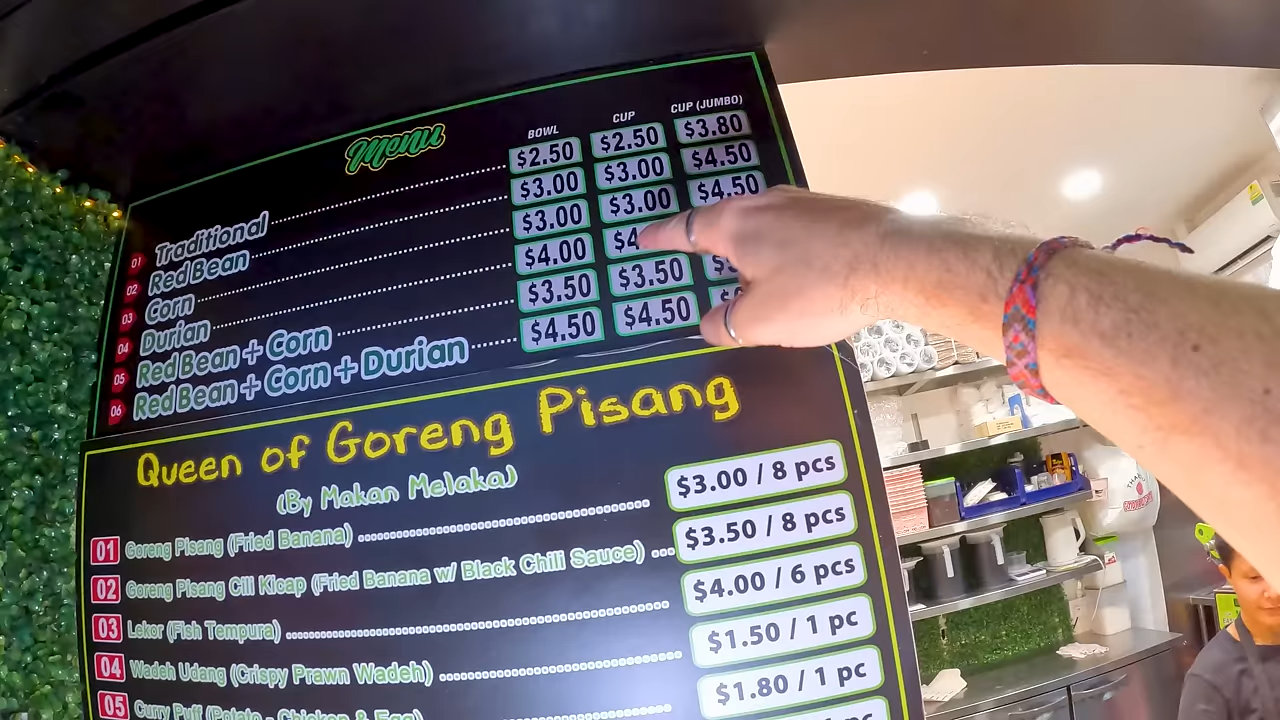 Menu
BOWL CUP CUP (JUMBO)
01 Traditional $2.50 $2.50 $3.80
02 Red Bean $3.00 $3.00 $4.50
03 Corn $3.00 $3.00 $4.50
04 Durian $4.00 $4
05 Red Bean + Corn $3.50 $3.50
06 Red Bean + Corn + Durian $4.50 $4.50
Queen of Goreng Pisang
(By Makan Melaka)
01 Goreng Pisang (Fried Banana) $3.00 / 8 pcs
02 Goreng Pisang Cili Kicap (Fried Banana w/ Black Chili Sauce) $3.50 / 8 pcs
03 Lekor (Fish Tempura) $4.00 / 6 pcs
04 Wadeh Udang (Crispy Prawn Wadeh) $1.50 / 1 pc
05 Curry Puff (Potato - Chicken & Egg) $1.80 / 1 pc